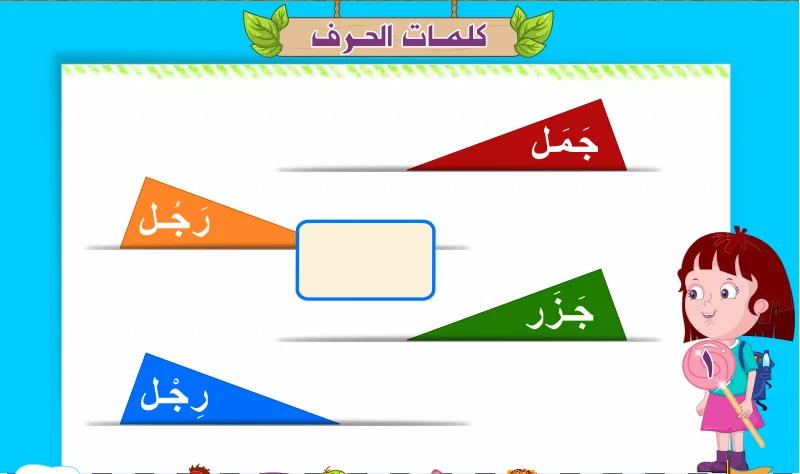 كلمات الحرف
جَمَل
رَجُل
جَزَر
رِجْل
١